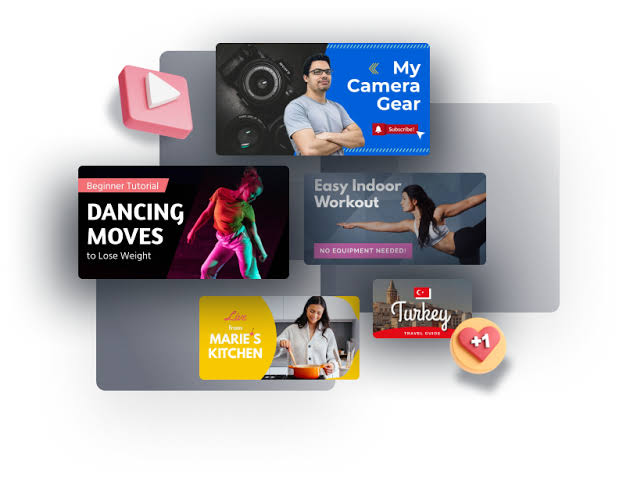 My
Camera
Gear
Subscribe!
Beginner Tutorial
DANCING
MOVES
to Lose Weight
Easy Indoor
Workout
NO EQUIPMENT NEEDED!
Live
from
MARIE'S
KITCHEN
Turkey
TRAVEL GUIDE
+1